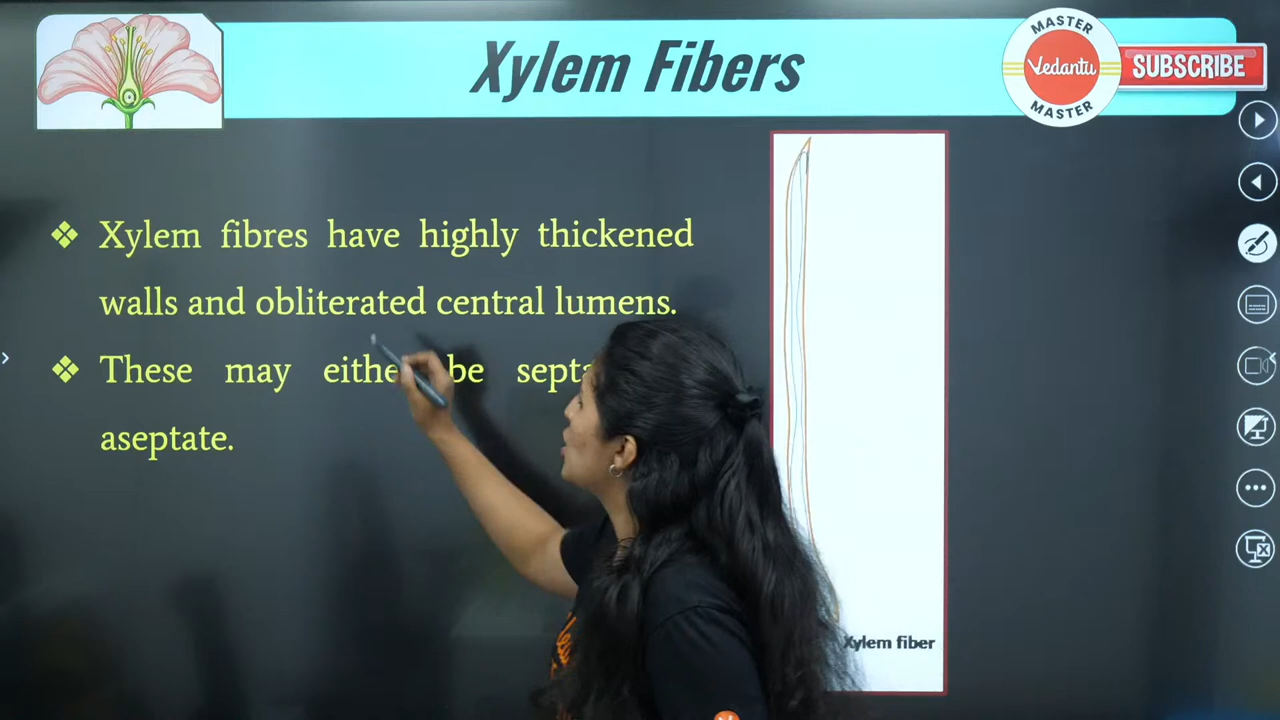 Xylem Fibers
MASTER
Vedantu
MASTER
SUBSCRIBE
Xylem fibres have highly thickened
walls and obliterated central lumens.
These may either be
aseptate.
Xylem fiber